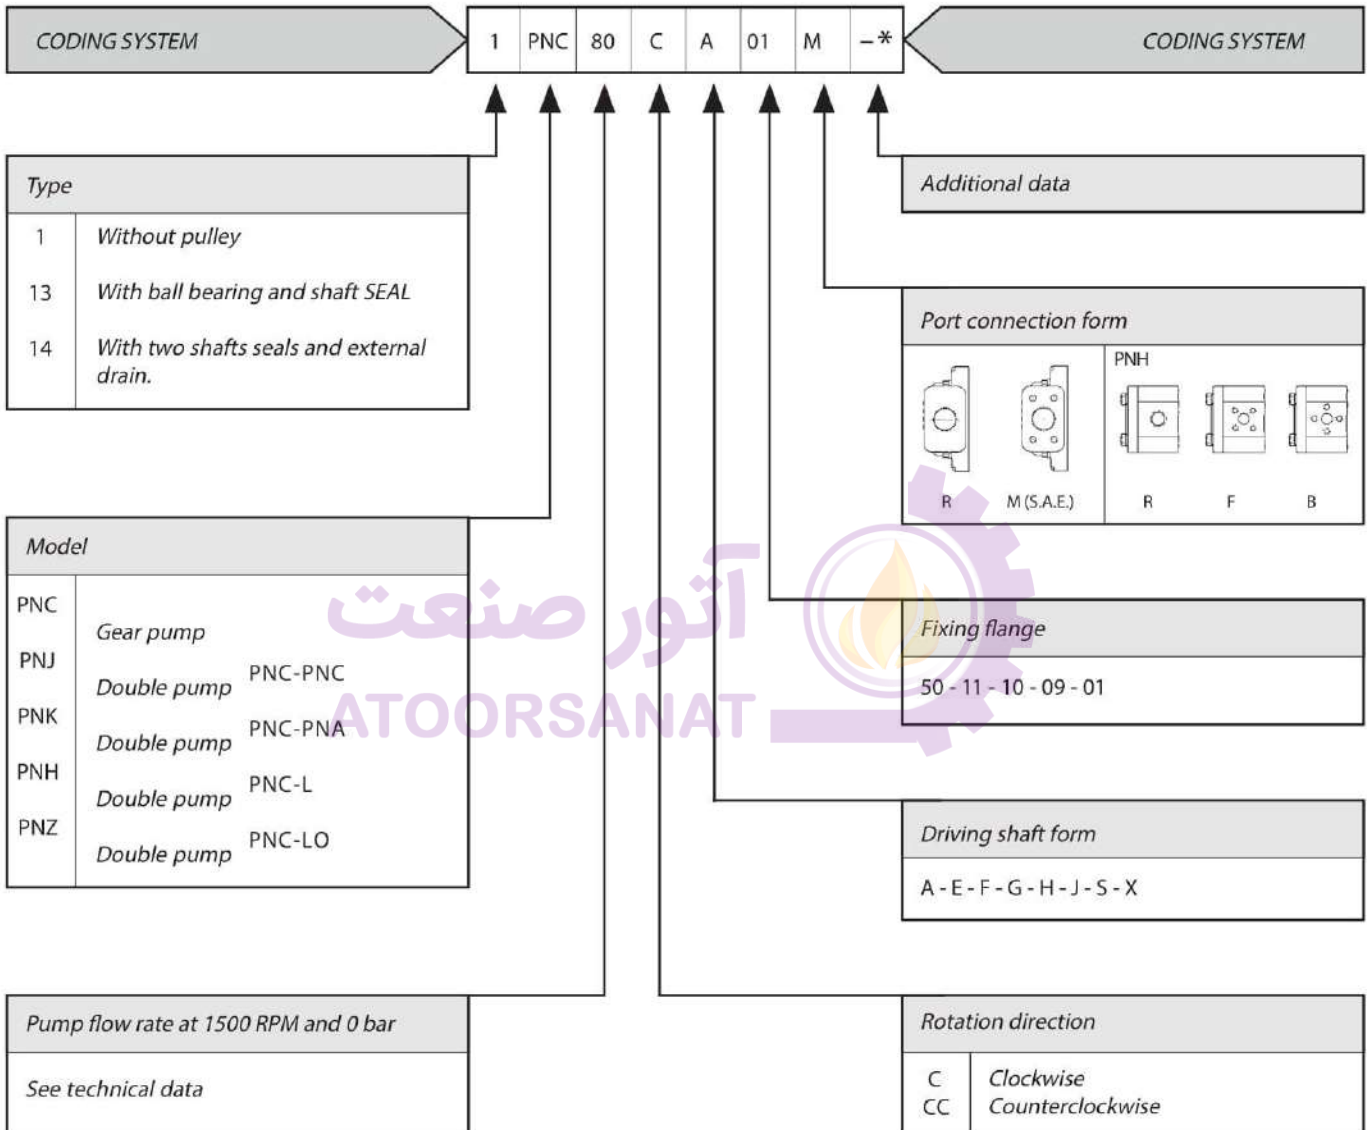 CODING SYSTEM
1 PNC 80 C A 01 M –*
CODING SYSTEM
Type
1 Without pulley
13 With ball bearing and shaft SEAL
14 With two shafts seals and external
drain.
Model
PNC
Gear pump
PNJ
Double pump PNC-PNC
PNK
Double pump PNC-PNA
PNH
Double pump PNC-L
PNZ
Double pump PNC-LO
Pump flow rate at 1500 RPM and 0 bar
See technical data
Additional data
Port connection form
PNH
R M (S.A.E.) R F B
Fixing flange
50 - 11 - 10 - 09 - 01
Driving shaft form
A - E - F - G - H - J - S - X
Rotation direction
C Clockwise
CC Counterclockwise
آتور صنعت
ATOORSANAT